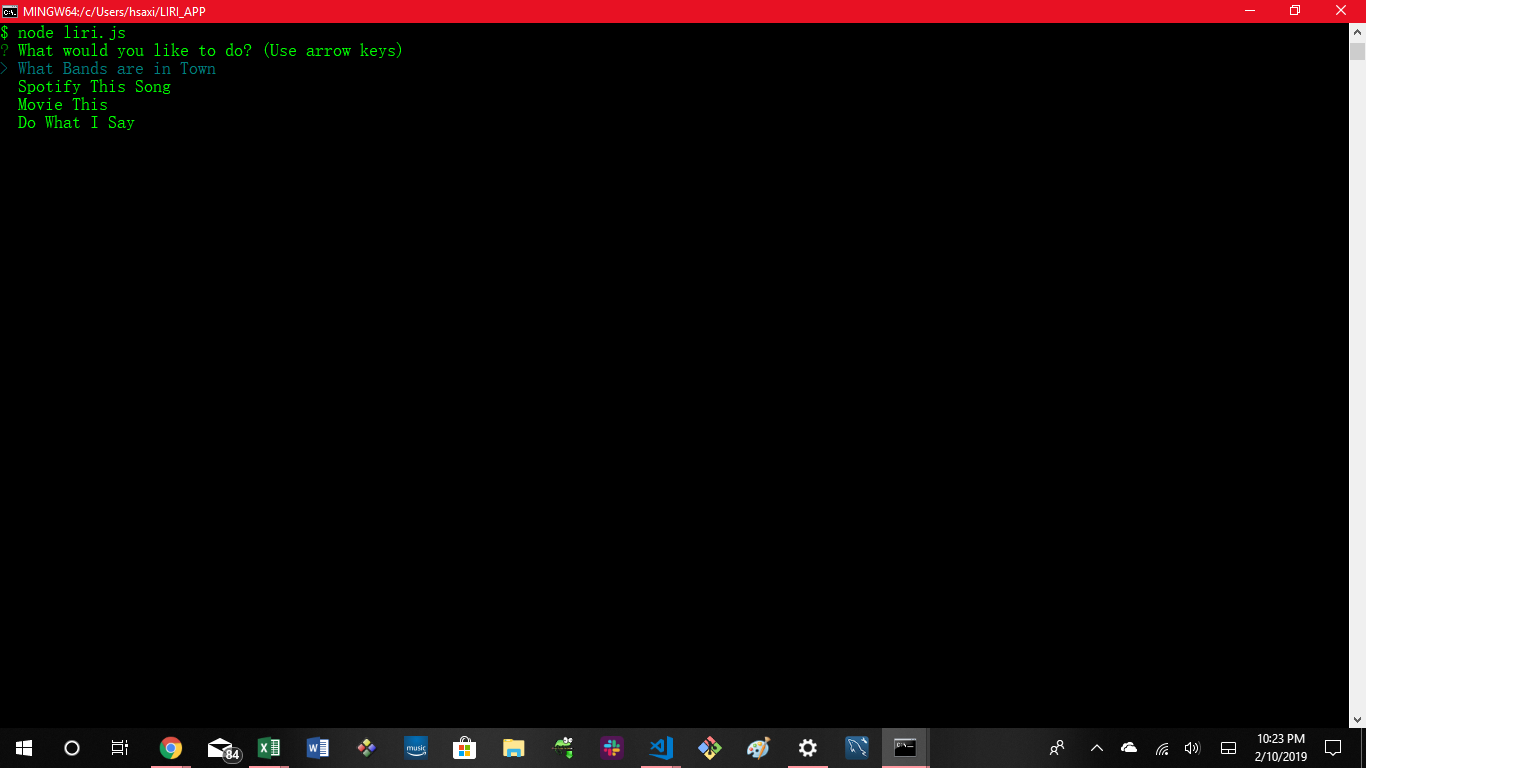 MINGW64:/c/Users/hsaxi/LIRI_APP
$ node liri.js
? What would you like to do? (Use arrow keys)
> What Bands are in Town
Spotify This Song
Movie This
Do What I Say
84
music
10:23 PM
2/10/2019